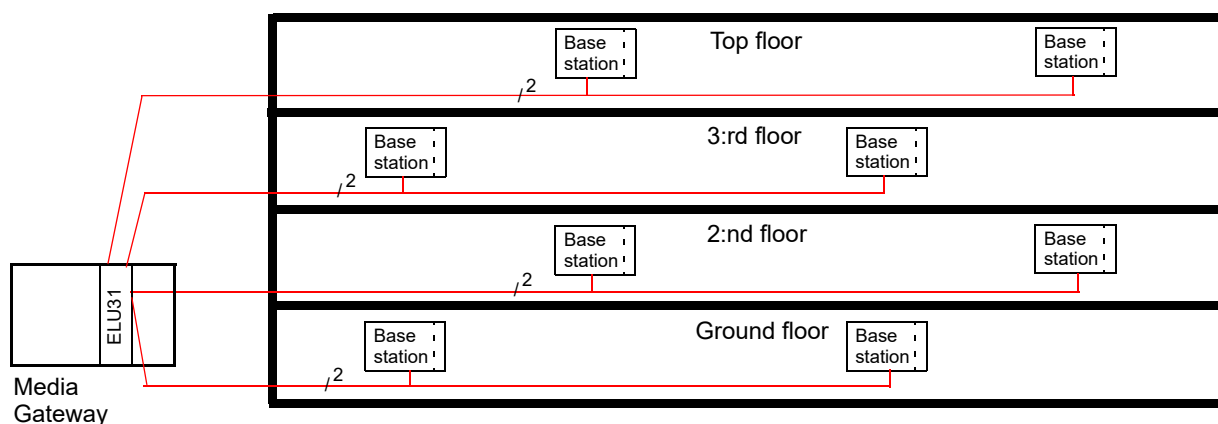 Base
station
Top floor
Base
station
2
Base
station
3:rd floor
Base
station
2
Base
station
2:nd floor
Base
station
2
ELU31
Base
station
Ground floor
Base
station
2
Media
Gateway